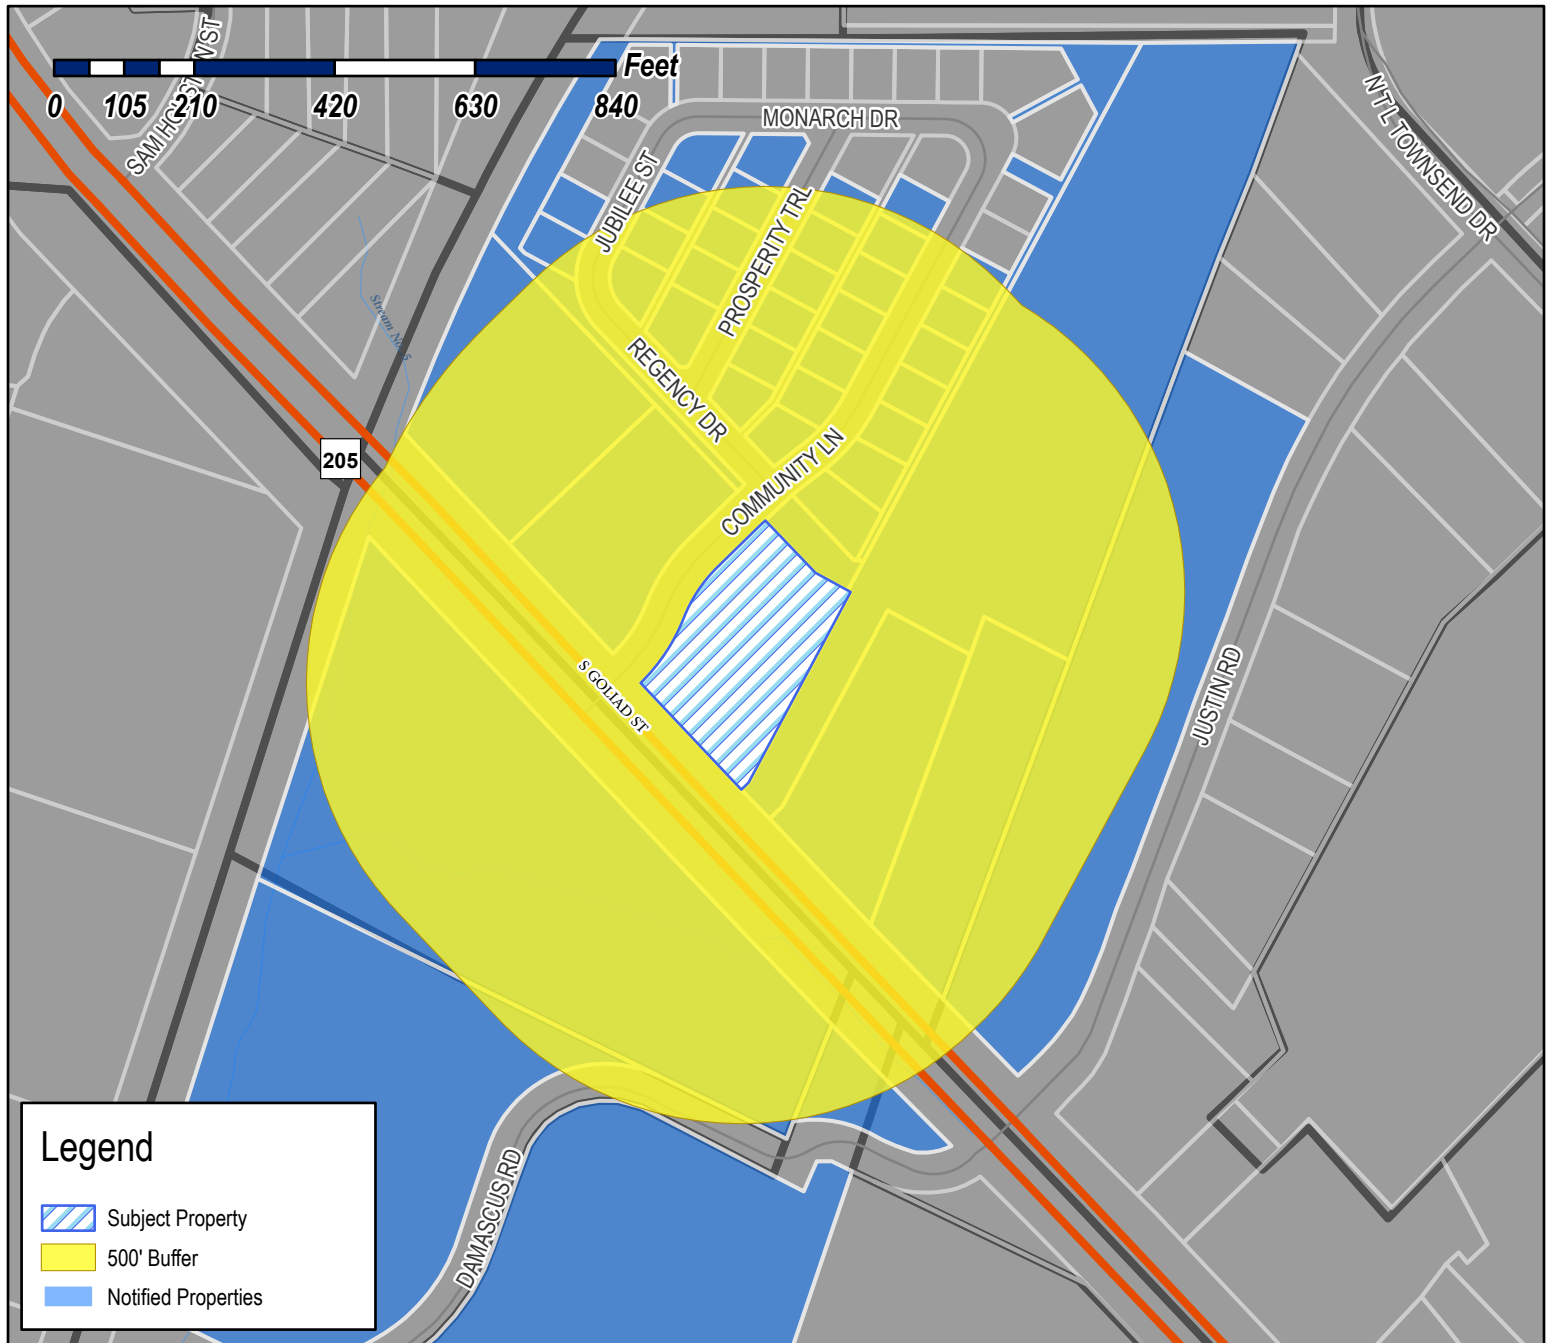 SAM HOUSTON ST
Feet
0 105 210 420 630 840
MONARCH DR
N T L TOWNSEND DR
JUBILEE ST
PROSPERITY TRL
REGENCY DR
205
COMMUNITY LN
S GOLIAD ST
JUSTIN RD
DAMASCUS RD
Legend
Subject Property
500' Buffer
Notified Properties